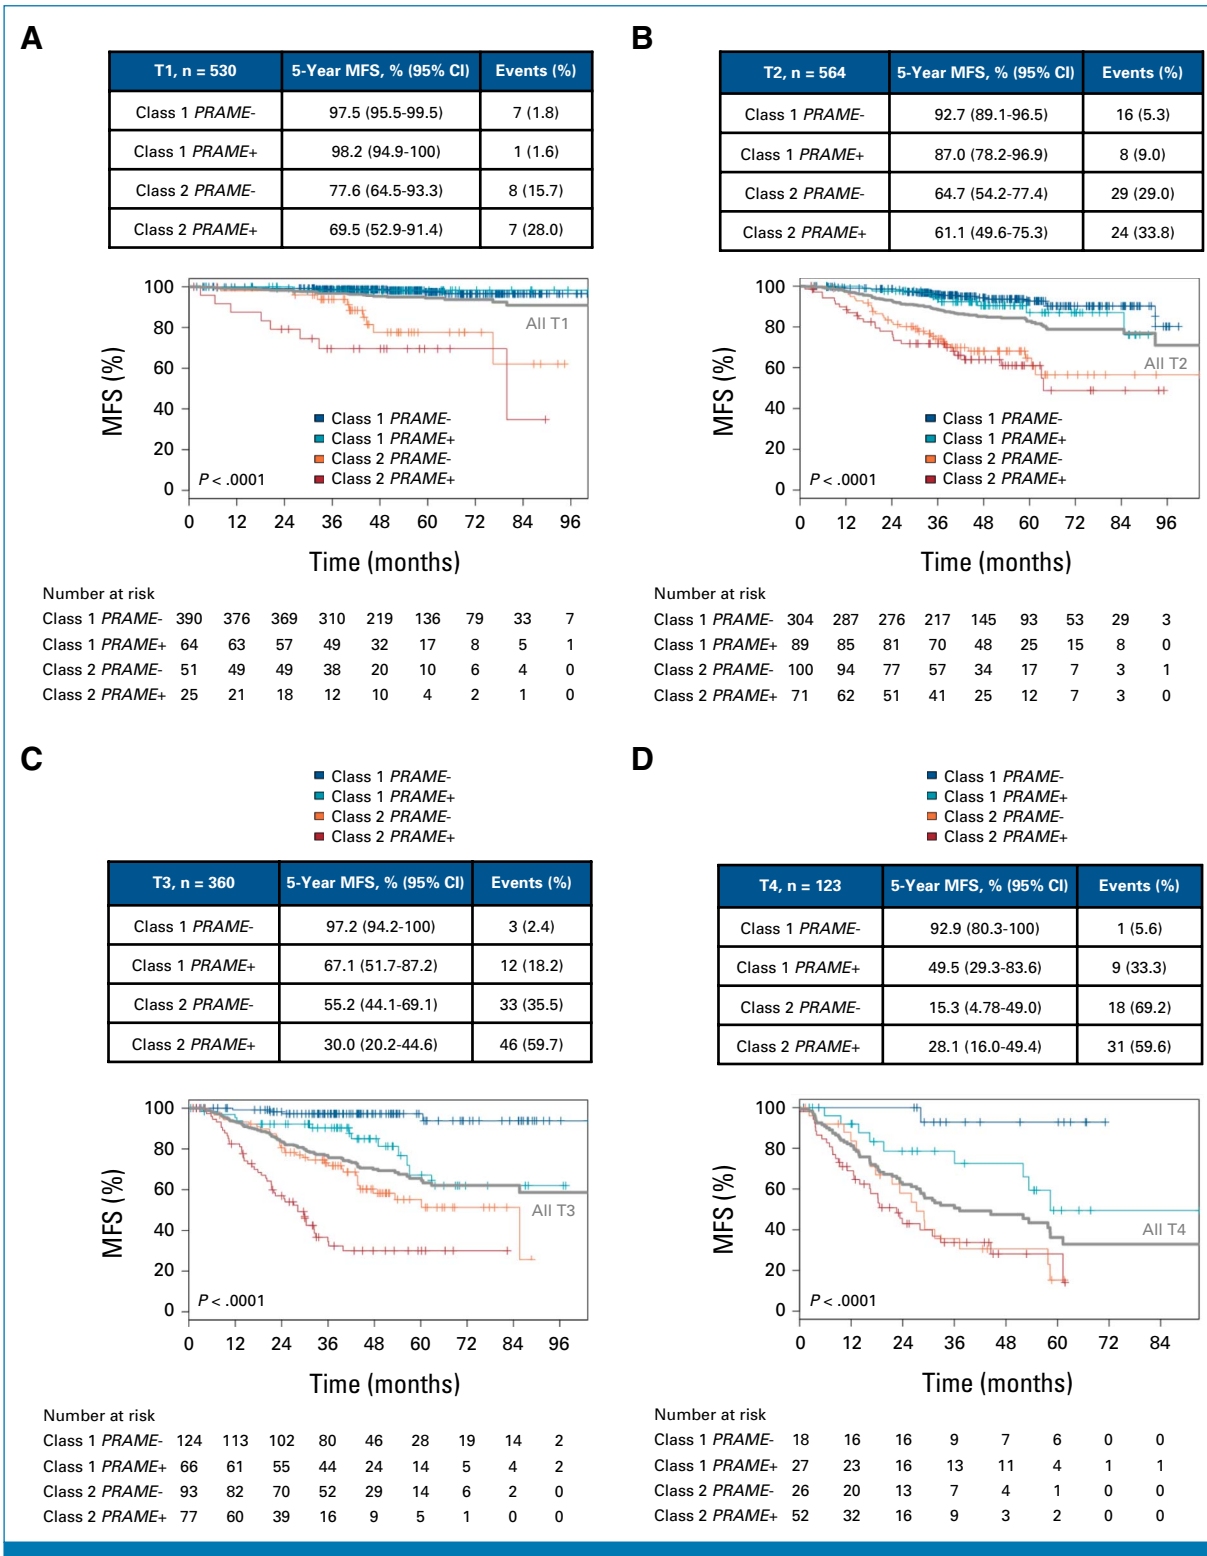 A
T1, n = 530 5-Year MFS, % (95% CI) Events (%)
Class 1 PRAME- 97.5 (95.5-99.5) 7 (1.8)
Class 1 PRAME+ 98.2 (94.9-100) 1 (1.6)
Class 2 PRAME- 77.6 (64.5-93.3) 8 (15.7)
Class 2 PRAME+ 69.5 (52.9-91.4) 7 (28.0)
MFS (%)
100
80
60
40
20
0
All T1
Class 1 PRAME-
Class 1 PRAME+
Class 2 PRAME-
Class 2 PRAME+
P < .0001
0 12 24 36 48 60 72 84 96
Time (months)
Number at risk
Class 1 PRAME- 390 376 369 310 219 136 79 33 7
Class 1 PRAME+ 64 63 57 49 32 17 8 5 1
Class 2 PRAME- 51 49 49 38 20 10 6 4 0
Class 2 PRAME+ 25 21 18 12 10 4 2 1 0
B
T2, n = 564 5-Year MFS, % (95% CI) Events (%)
Class 1 PRAME- 92.7 (89.1-96.5) 16 (5.3)
Class 1 PRAME+ 87.0 (78.2-96.9) 8 (9.0)
Class 2 PRAME- 64.7 (54.2-77.4) 29 (29.0)
Class 2 PRAME+ 61.1 (49.6-75.3) 24 (33.8)
MFS (%)
100
80
60
40
20
0
All T2
Class 1 PRAME-
Class 1 PRAME+
Class 2 PRAME-
Class 2 PRAME+
P < .0001
0 12 24 36 48 60 72 84 96
Time (months)
Number at risk
Class 1 PRAME- 304 287 276 217 145 93 53 29 3
Class 1 PRAME+ 89 85 81 70 48 25 15 8 0
Class 2 PRAME- 100 94 77 57 34 17 7 3 1
Class 2 PRAME+ 71 62 51 41 25 12 7 3 0
C
Class 1 PRAME-
Class 1 PRAME+
Class 2 PRAME-
Class 2 PRAME+
T3, n = 360 5-Year MFS, % (95% CI) Events (%)
Class 1 PRAME- 97.2 (94.2-100) 3 (2.4)
Class 1 PRAME+ 67.1 (51.7-87.2) 12 (18.2)
Class 2 PRAME- 55.2 (44.1-69.1) 33 (35.5)
Class 2 PRAME+ 30.0 (20.2-44.6) 46 (59.7)
MFS (%)
100
80
60
40
20
0
All T3
P < .0001
0 12 24 36 48 60 72 84 96
Time (months)
Number at risk
Class 1 PRAME- 124 113 102 80 46 28 19 14 2
Class 1 PRAME+ 66 61 55 44 24 14 5 4 2
Class 2 PRAME- 93 82 70 52 29 14 6 2 0
Class 2 PRAME+ 77 60 39 16 9 5 1 0 0
D
Class 1 PRAME-
Class 1 PRAME+
Class 2 PRAME-
Class 2 PRAME+
T4, n = 123 5-Year MFS, % (95% CI) Events (%)
Class 1 PRAME- 92.9 (80.3-100) 1 (5.6)
Class 1 PRAME+ 49.5 (29.3-83.6) 9 (33.3)
Class 2 PRAME- 15.3 (4.78-49.0) 18 (69.2)
Class 2 PRAME+ 28.1 (16.0-49.4) 31 (59.6)
MFS (%)
100
80
60
40
20
0
All T4
P < .0001
0 12 24 36 48 60 72 84
Time (months)
Number at risk
Class 1 PRAME- 18 16 16 9 7 6 0 0
Class 1 PRAME+ 27 23 16 13 11 4 1 1
Class 2 PRAME- 26 20 13 7 4 1 0 0
Class 2 PRAME+ 52 32 16 9 3 2 0 0